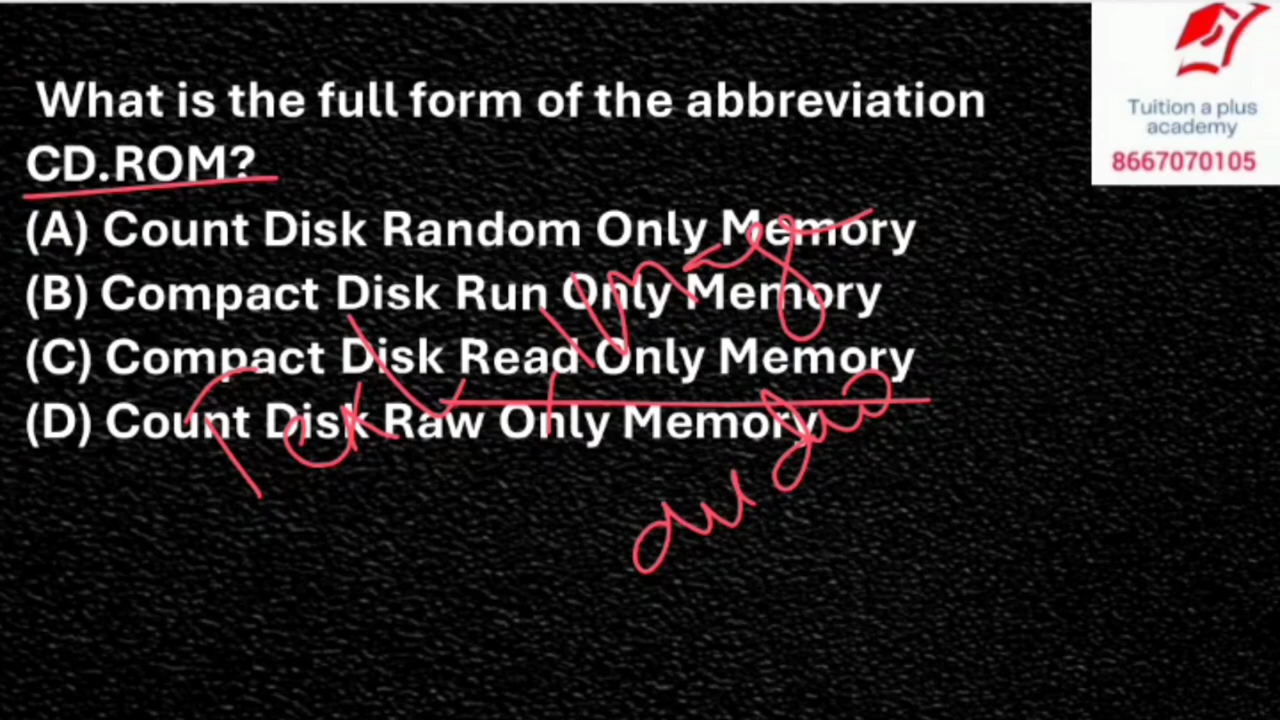 What is the full form of the abbreviation
CD.ROM?
(A) Count Disk Random Only Memory
(B) Compact Disk Run Only Memory
(C) Compact Disk Read Only Memory
(D) Count Disk Raw Only Memory
Tuition a plus
academy
8667070105